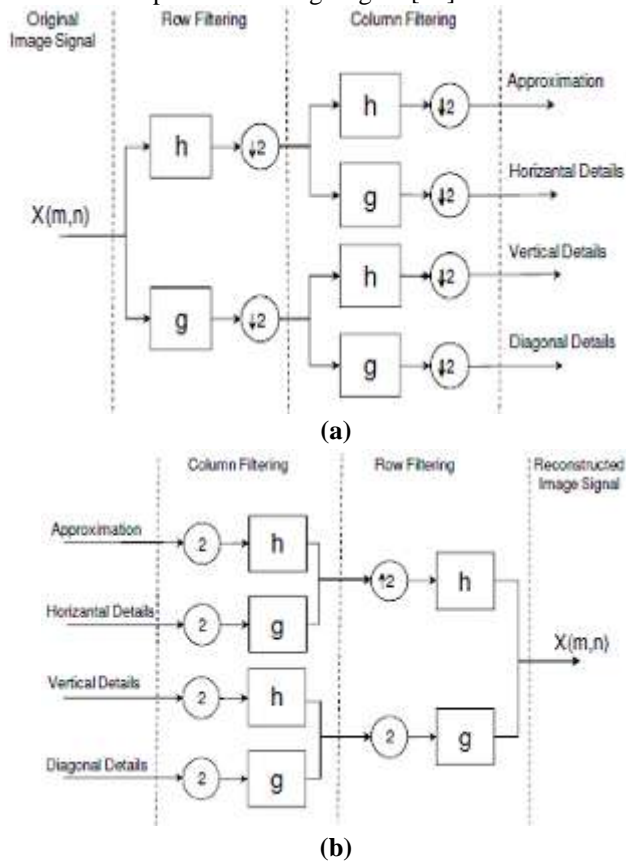 Original
Image Signal
Row Filtering
Column Filtering
X(m,n)
h
↓2
g
↓2
h
↓2
Approximation
g
↓2
Horizantal Details
h
↓2
Vertical Details
g
↓2
Diagonal Details
(a)
Column Filtering
Row Filtering
Reconstructed
Image Signal
Approximation
2
h
Horizantal Details
2
g
Vertical Details
2
h
Diagonal Details
2
g
↑2
h
2
g
X(m,n)
(b)